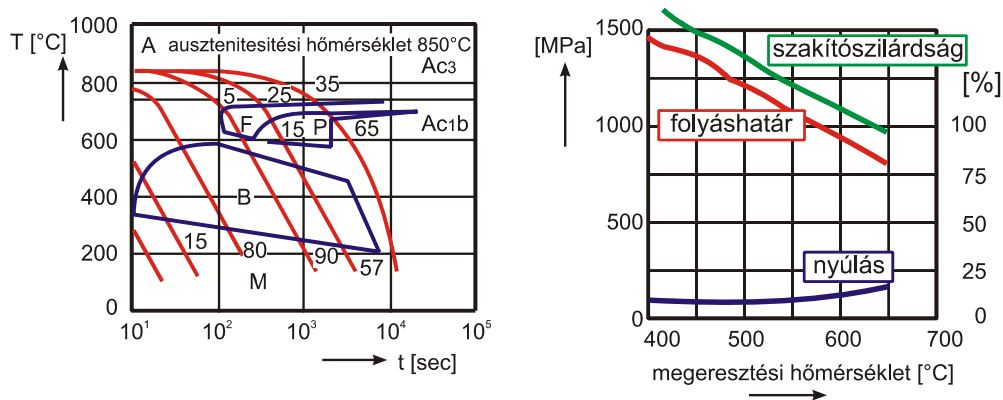 T [°C]
1000
800
600
400
200
0
A ausztenitesitési hőmérséklet 850°C
Ac3
5 25 35
F 15 P 65
Ac1b
B
15 80 90 57
M
10¹ 10² 10³ 10⁴ 10⁵
t [sec]
[MPa]
1500
1000
500
0
szakítószilárdság
folyáshatár
nyúlás
[%]
100
75
50
25
0
400 500 600 700
megeresztési hőmérséklet [°C]